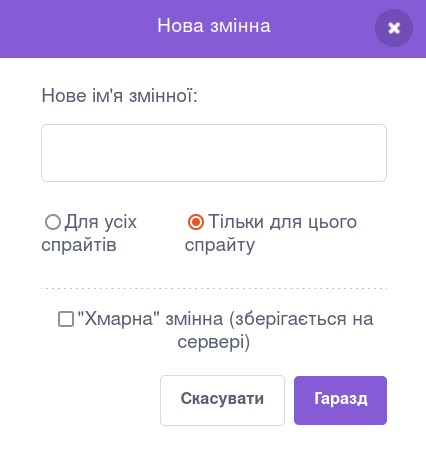 Нова змінна
Нове ім'я змінної:
Для усіх
спрайтів
Тільки для цього
спрайту
"Хмарна" змінна (зберігається на
сервері)
Скасувати
Гаразд